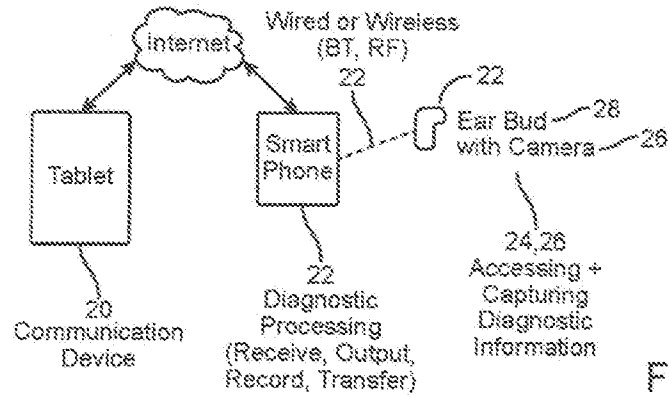 Internet
Wired or Wireless
(BT, RF)
22
22
Ear Bud 28
with Camera 26
Tablet
Smart
Phone
20
Communication
Device
22
Diagnostic
Processing
(Receive, Output,
Record, Transfer)
24,26
Accessing +
Capturing
Diagnostic
Information
F